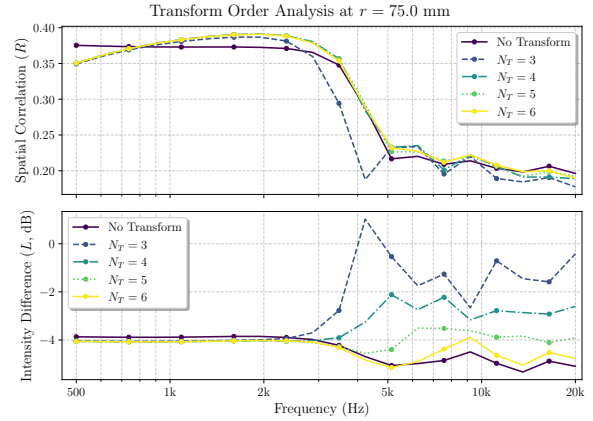 Transform Order Analysis at r = 75.0 mm
Spatial Correlation (R)
0.40
0.35
0.30
0.25
0.20
No Transform
N_T = 3
N_T = 4
N_T = 5
N_T = 6
Intensity Difference (L, dB)
0
−2
−4
No Transform
N_T = 3
N_T = 4
N_T = 5
N_T = 6
500 1k 2k 5k 10k 20k
Frequency (Hz)